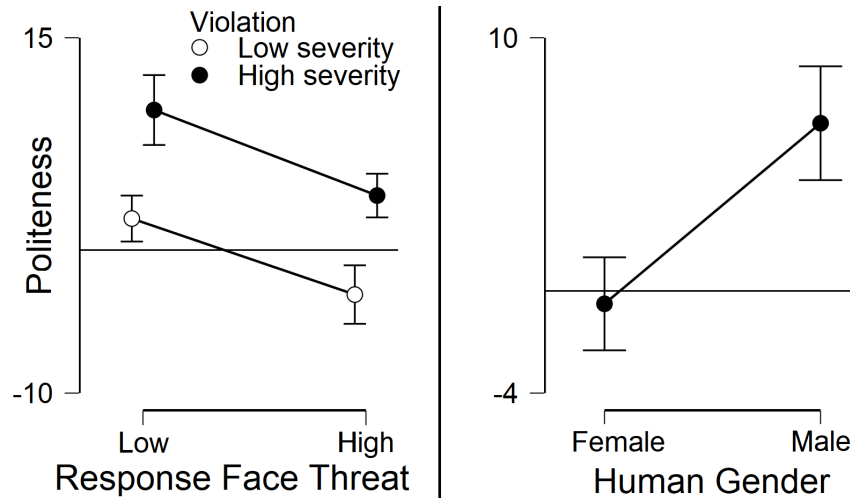 Violation
Low severity
High severity
15
-10
Politeness
Low
High
Response Face Threat
10
-4
Female
Male
Human Gender